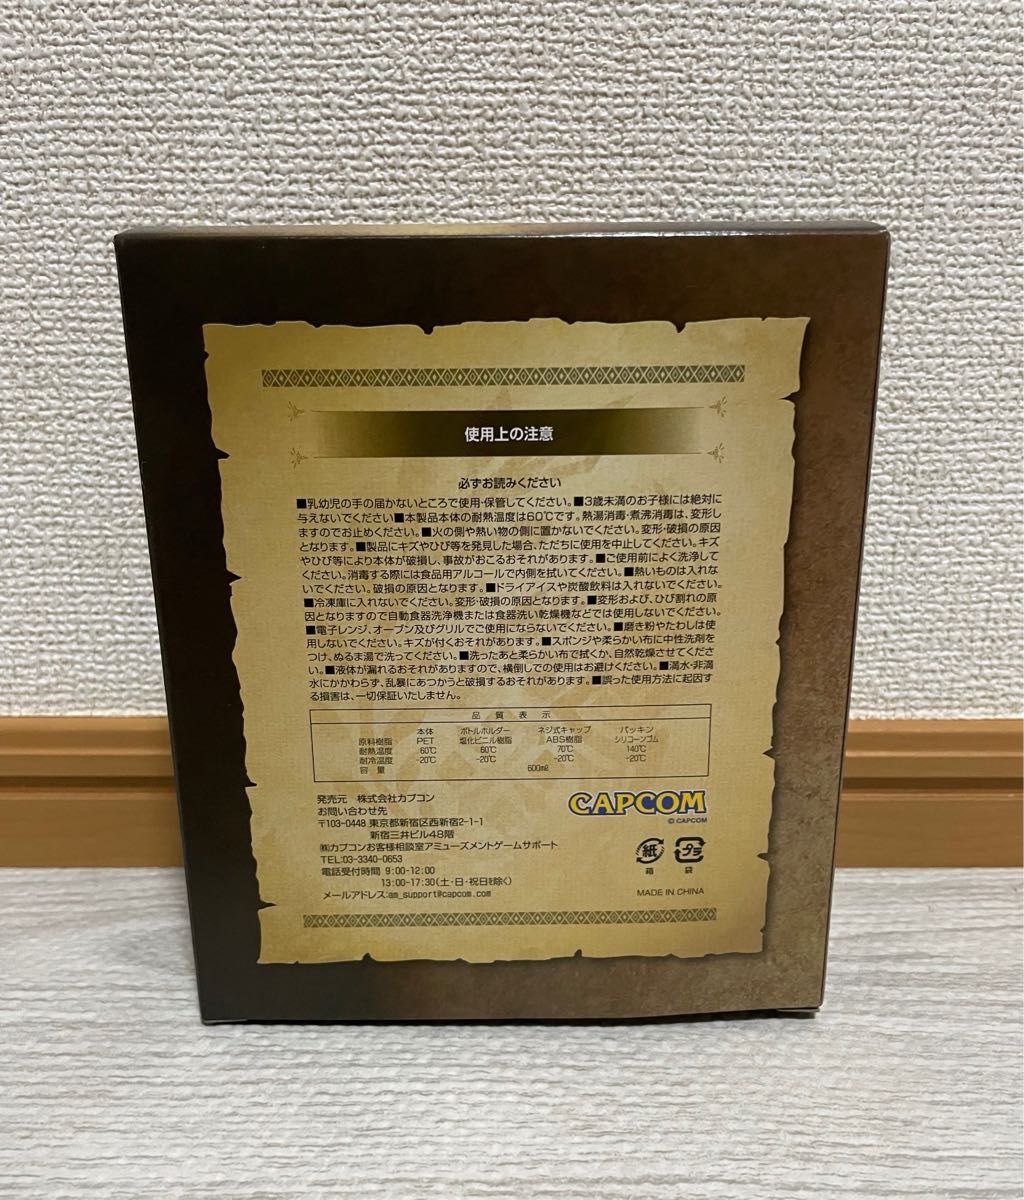 使用上の注意
必ずお読みください
■乳幼児の手の届かないところで使用・保管してください。■3歳未満のお子様には絶対に
与えないでください■本製品本体の耐熱温度は60℃です。熱湯消毒・煮沸消毒は、変形し
ますのでお止めください。■火の側や熱い物の側に置かないでください。変形・破損の原因
となります。■製品にキズやひび等を発見した場合、ただちに使用を中止してください。キズ
やひび等により本体が破損し、事故がおこるおそれがあります。■ご使用前によく洗浄して
ください。消毒する際には食品用アルコールで内側を拭いてください。■熱いものは入れな
いでください。破損の原因となります。■ドライアイスや炭酸飲料は入れないでください。
■冷凍庫に入れないでください。変形・破損の原因となります。■変形および、ひび割れの原
因となりますので自動食器洗浄機または食器洗い乾燥機などでは使用しないでください。
■電子レンジ、オーブン及びグリルでご使用にならないでください。■磨き粉やたわしは使
用しないでください。キズが付くおそれがあります。■スポンジや柔らかい布に中性洗剤を
つけ、ぬるま湯で洗ってください。■洗ったあと柔らかい布で拭くか、自然乾燥させてくださ
い。■液体が漏れるおそれがありますので、横倒しでの使用はお避けください。■満水・非満
水にかかわらず、乱暴にあつかうと破損するおそれがあります。■誤った使用方法に起因す
る損害は、一切保証いたしません。
品質表示
本体 ボトルホルダー ネジ式キャップ パッキン
原料樹脂 PET 塩化ビニル樹脂 ABS樹脂 シリコーンゴム
耐熱温度 60℃ 60℃ 70℃ 140℃
耐冷温度 -20℃ -20℃ -20℃ -20℃
容量 600㎖
発売元 株式会社カプコン
お問い合わせ先
〒103-0448 東京都新宿区西新宿2-1-1
新宿三井ビル48階
㈱カプコンお客様相談室アミューズメントゲームサポート
TEL:03-3340-0653
電話受付時間 9:00-12:00
13:00-17:30(土・日・祝日を除く)
メールアドレス:am_support@capcom.com
CAPCOM
© CAPCOM
紙 プラ
箱 袋
MADE IN CHINA